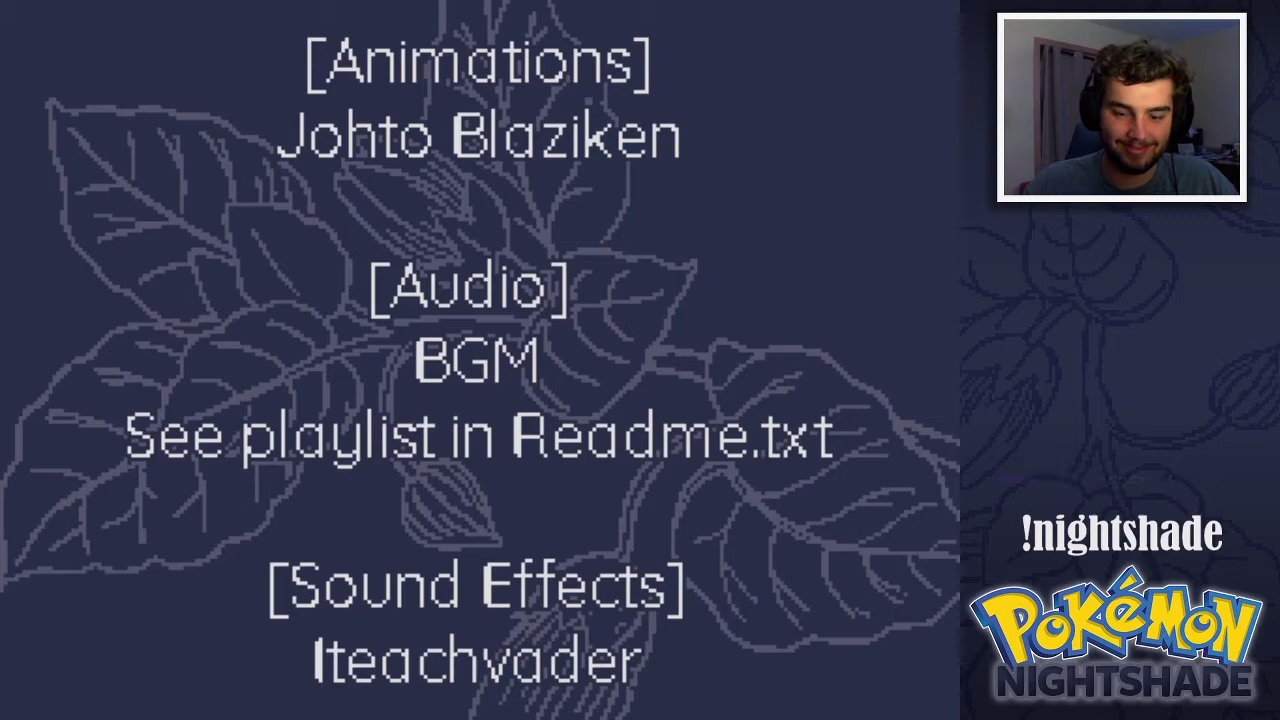 [Animations]
Johto Blaziken
[Audio]
BGM
See playlist in Readme.txt
[Sound Effects]
Iteachvader
!nightshade
POKéMON
NIGHTSHADE